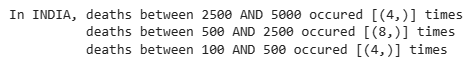 In INDIA, deaths between 2500 AND 5000 occured [(4,)] times
deaths between 500 AND 2500 occured [(8,)] times
deaths between 100 AND 500 occured [(4,)] times